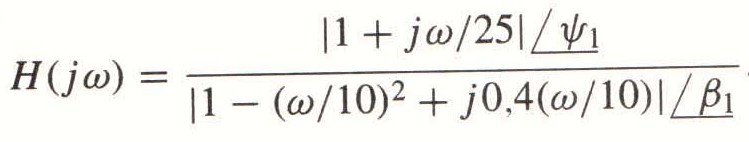 H(jω) = |1 + jω/25|/ψ₁ / |1 − (ω/10)² + j0,4(ω/10)|/β₁.